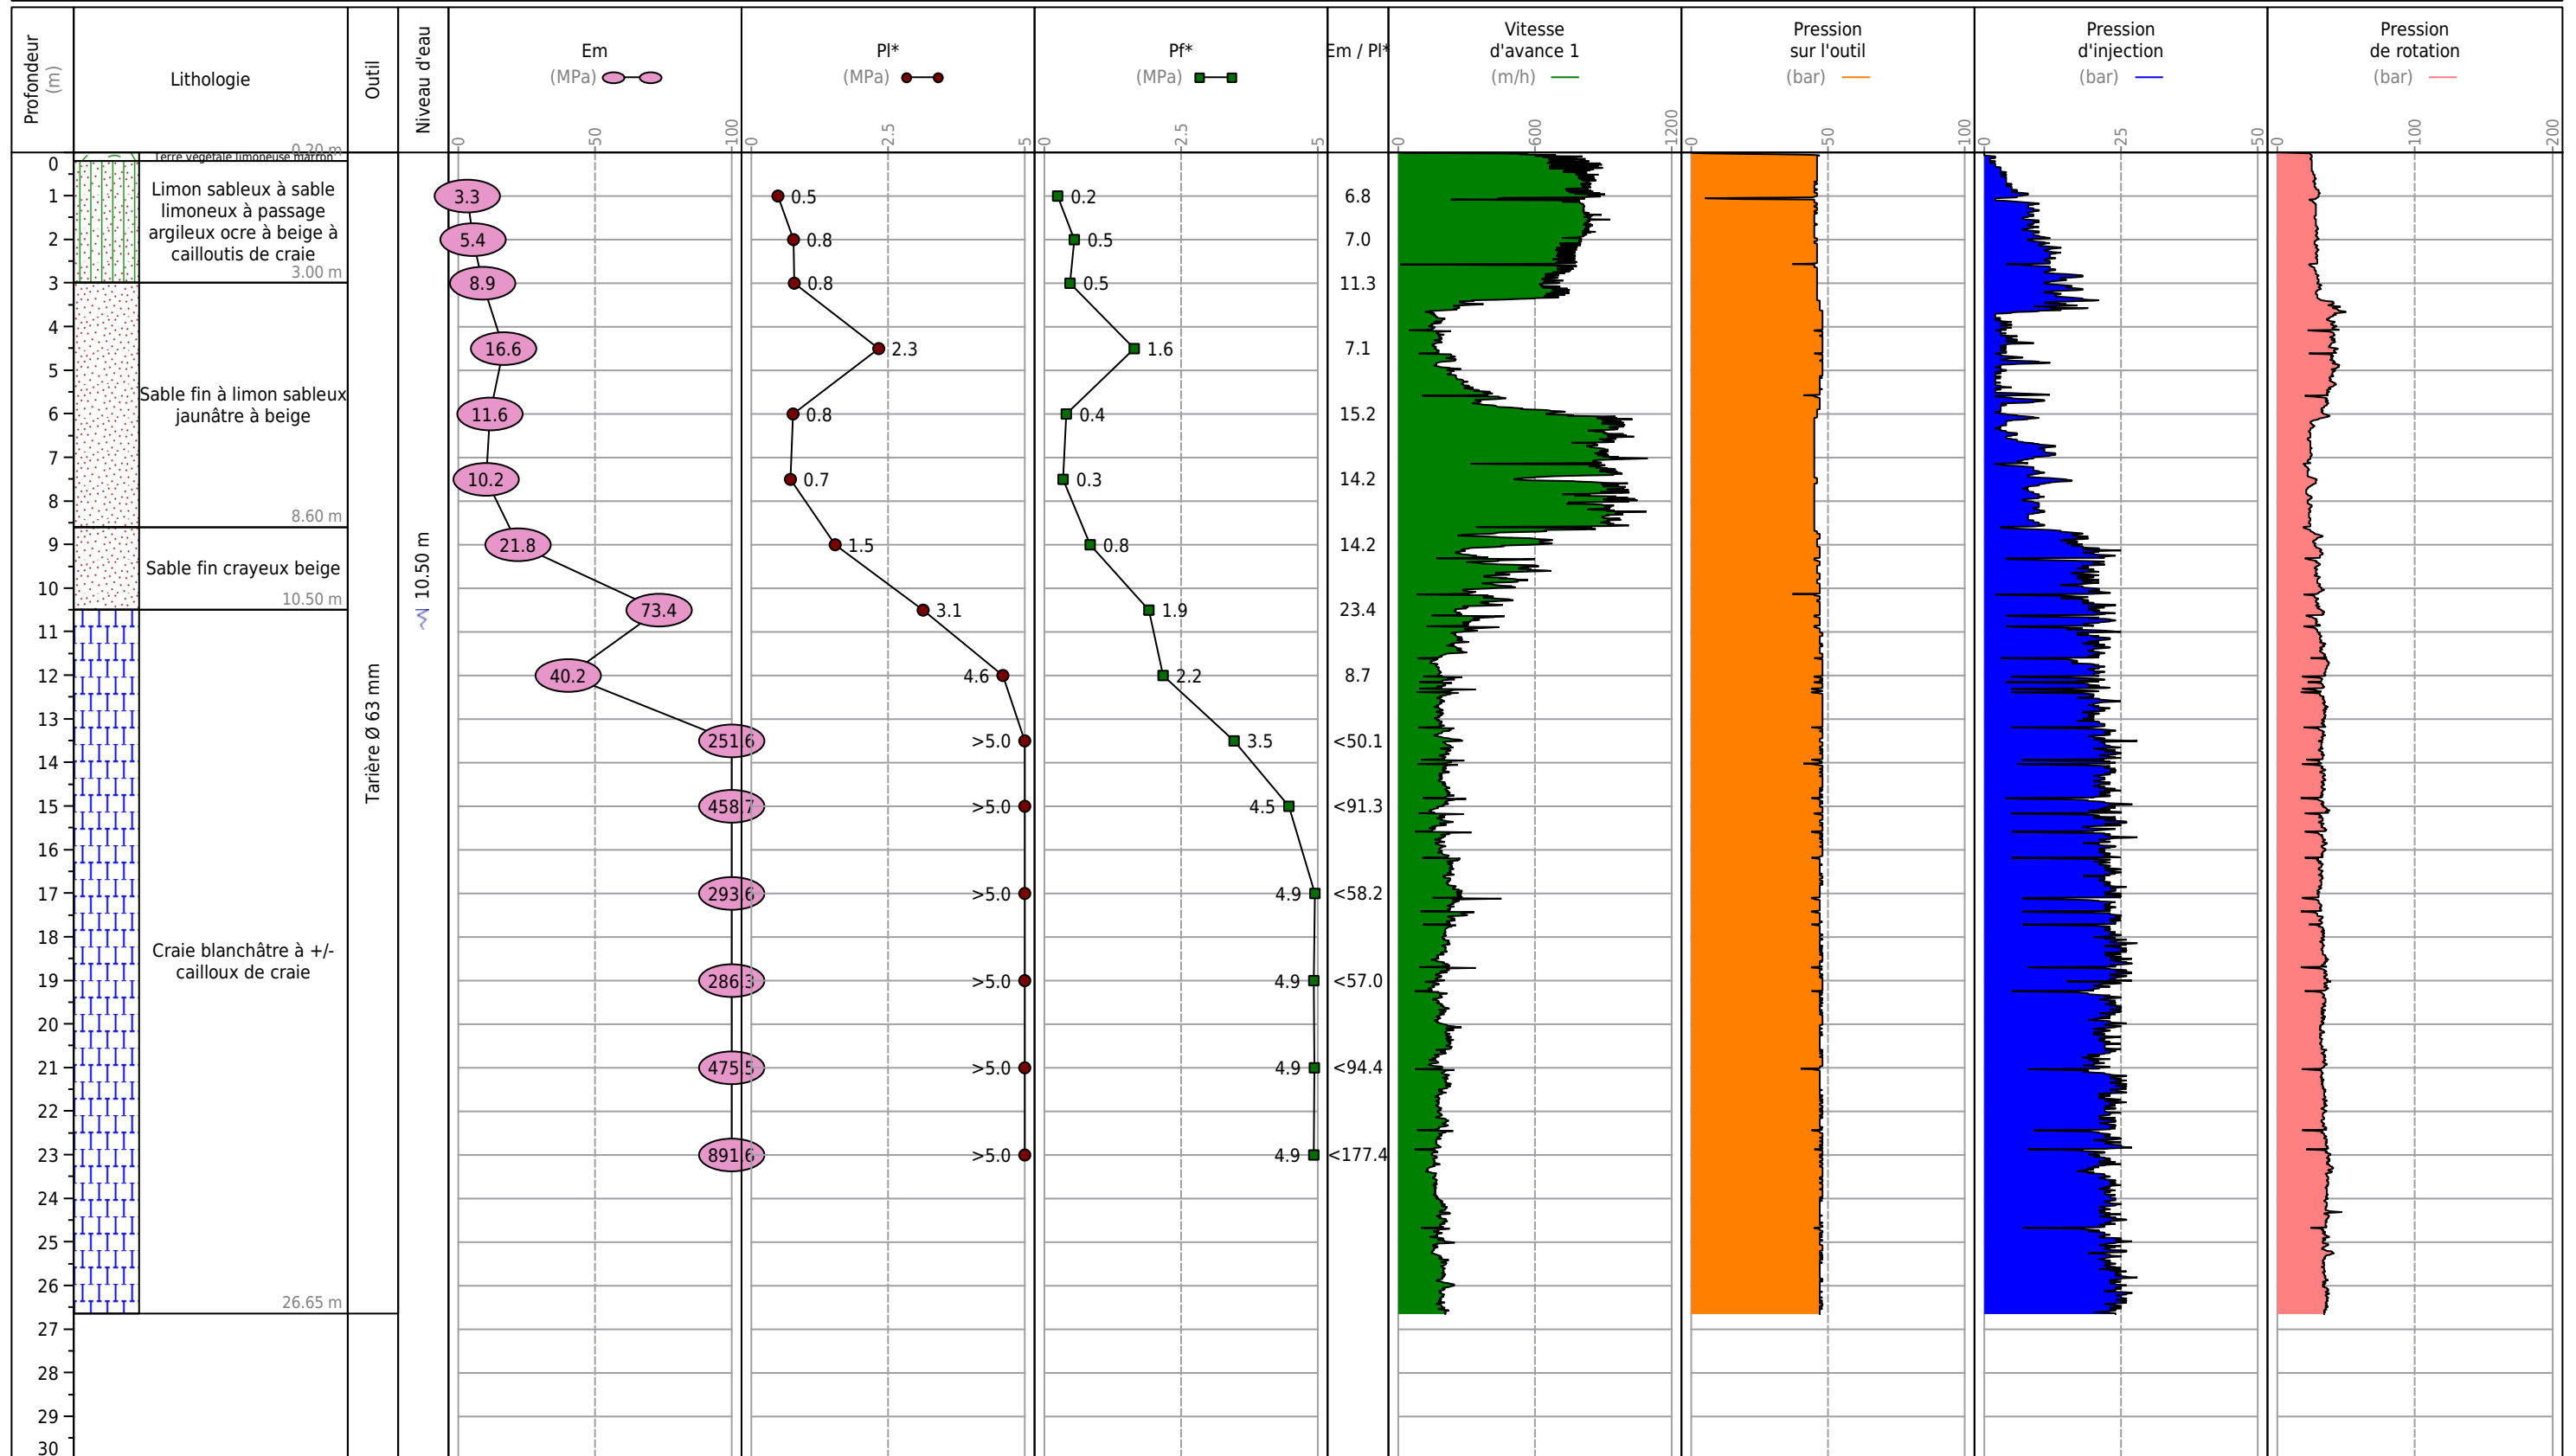 Profondeur
(m)
Lithologie
Outil
Niveau d'eau
Em
(MPa)
0
50
100
Pl*
(MPa)
0
2.5
5
Pf*
(MPa)
0
2.5
5
Em / Pl*
Vitesse
d'avance 1
(m/h)
0
600
1200
Pression
sur l'outil
(bar)
0
50
100
Pression
d'injection
(bar)
0
25
50
Pression
de rotation
(bar)
0
100
200
0
1
2
3
4
5
6
7
8
9
10
11
12
13
14
15
16
17
18
19
20
21
22
23
24
25
26
27
28
29
30
0.20 m
Terre végétale limoneuse marron
Limon sableux à sable
limoneux à passage
argileux ocre à beige à
cailloutis de craie
3.00 m
Sable fin à limon sableux
jaunâtre à beige
8.60 m
Sable fin crayeux beige
10.50 m
Craie blanchâtre à +/-
cailloux de craie
26.65 m
Tarière Ø 63 mm
10.50 m
3.3
5.4
8.9
16.6
11.6
10.2
21.8
73.4
40.2
251.6
458.7
293.6
286.3
475.5
891.6
0.5
0.8
0.8
2.3
0.8
0.7
1.5
3.1
4.6
>5.0
>5.0
>5.0
>5.0
>5.0
>5.0
0.2
0.5
0.5
1.6
0.4
0.3
0.8
1.9
2.2
3.5
4.5
4.9
4.9
4.9
4.9
6.8
7.0
11.3
7.1
15.2
14.2
14.2
23.4
8.7
<50.1
<91.3
<58.2
<57.0
<94.4
<177.4